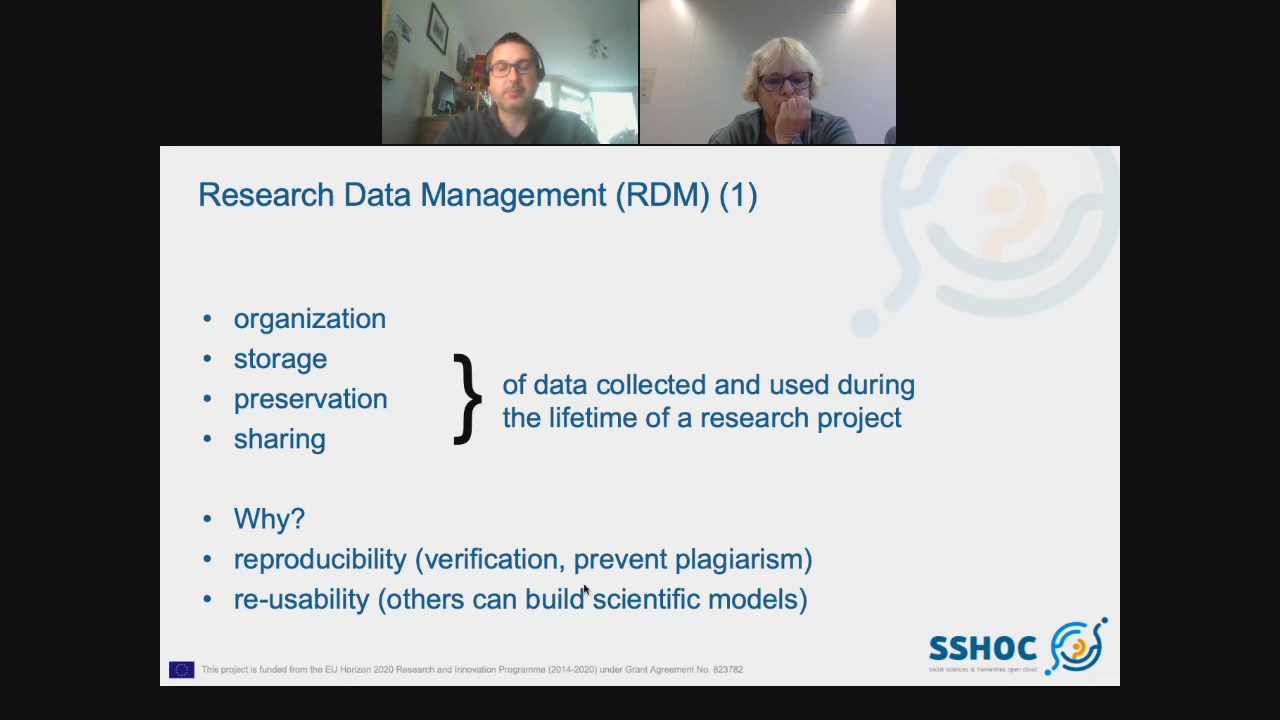 Research Data Management (RDM) (1)
• organization
• storage
• preservation
• sharing
}
of data collected and used during
the lifetime of a research project
• Why?
• reproducibility (verification, prevent plagiarism)
• re-usability (others can build scientific models)
This project is funded from the EU Horizon 2020 Research and Innovation Programme (2014-2020) under Grant Agreement No. 823782
SSHOC
social sciences & humanities open cloud